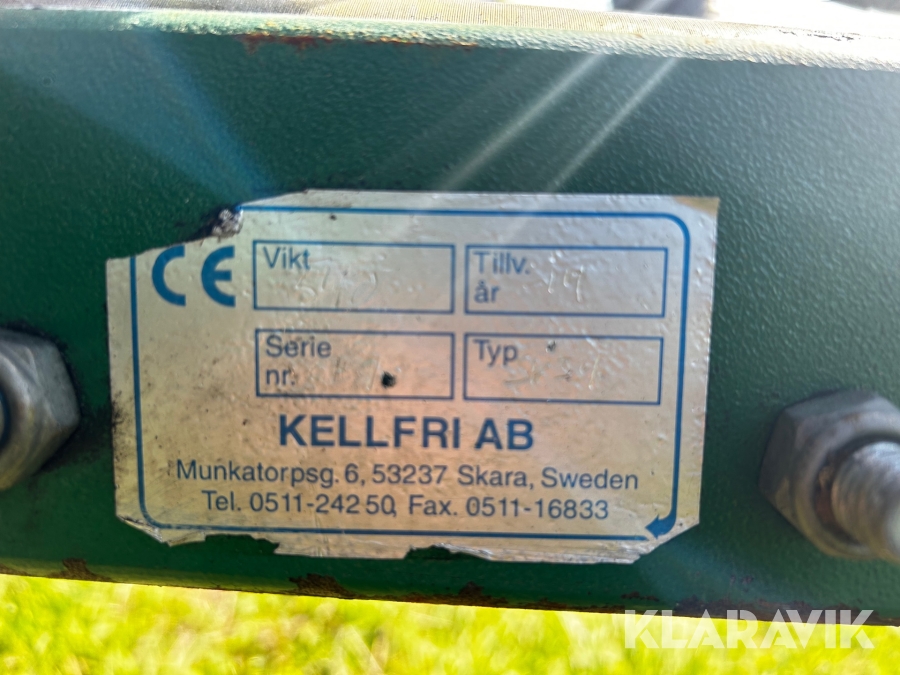 CE
Vikt
Tillv. år
Serie nr.
Typ
KELLFRI AB
Munkatorpsg. 6, 53237 Skara, Sweden
Tel. 0511-242 50, Fax. 0511-16833
KLARAVIK